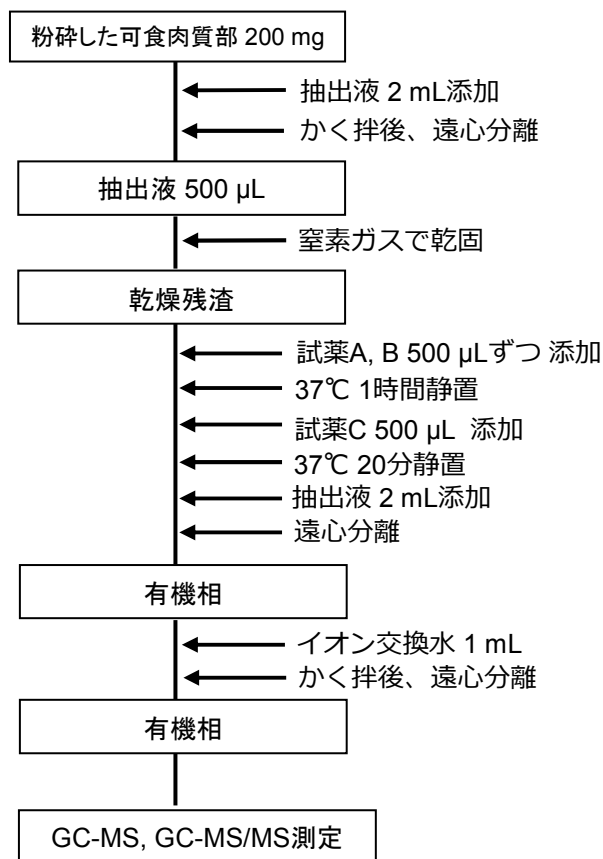 粉砕した可食肉質部 200 mg
抽出液 2 mL添加
かく拌後、遠心分離
抽出液 500 µL
窒素ガスで乾固
乾燥残渣
試薬A, B 500 µLずつ 添加
37℃ 1時間静置
試薬C 500 µL 添加
37℃ 20分静置
抽出液 2 mL添加
遠心分離
有機相
イオン交換水 1 mL
かく拌後、遠心分離
有機相
GC-MS, GC-MS/MS測定